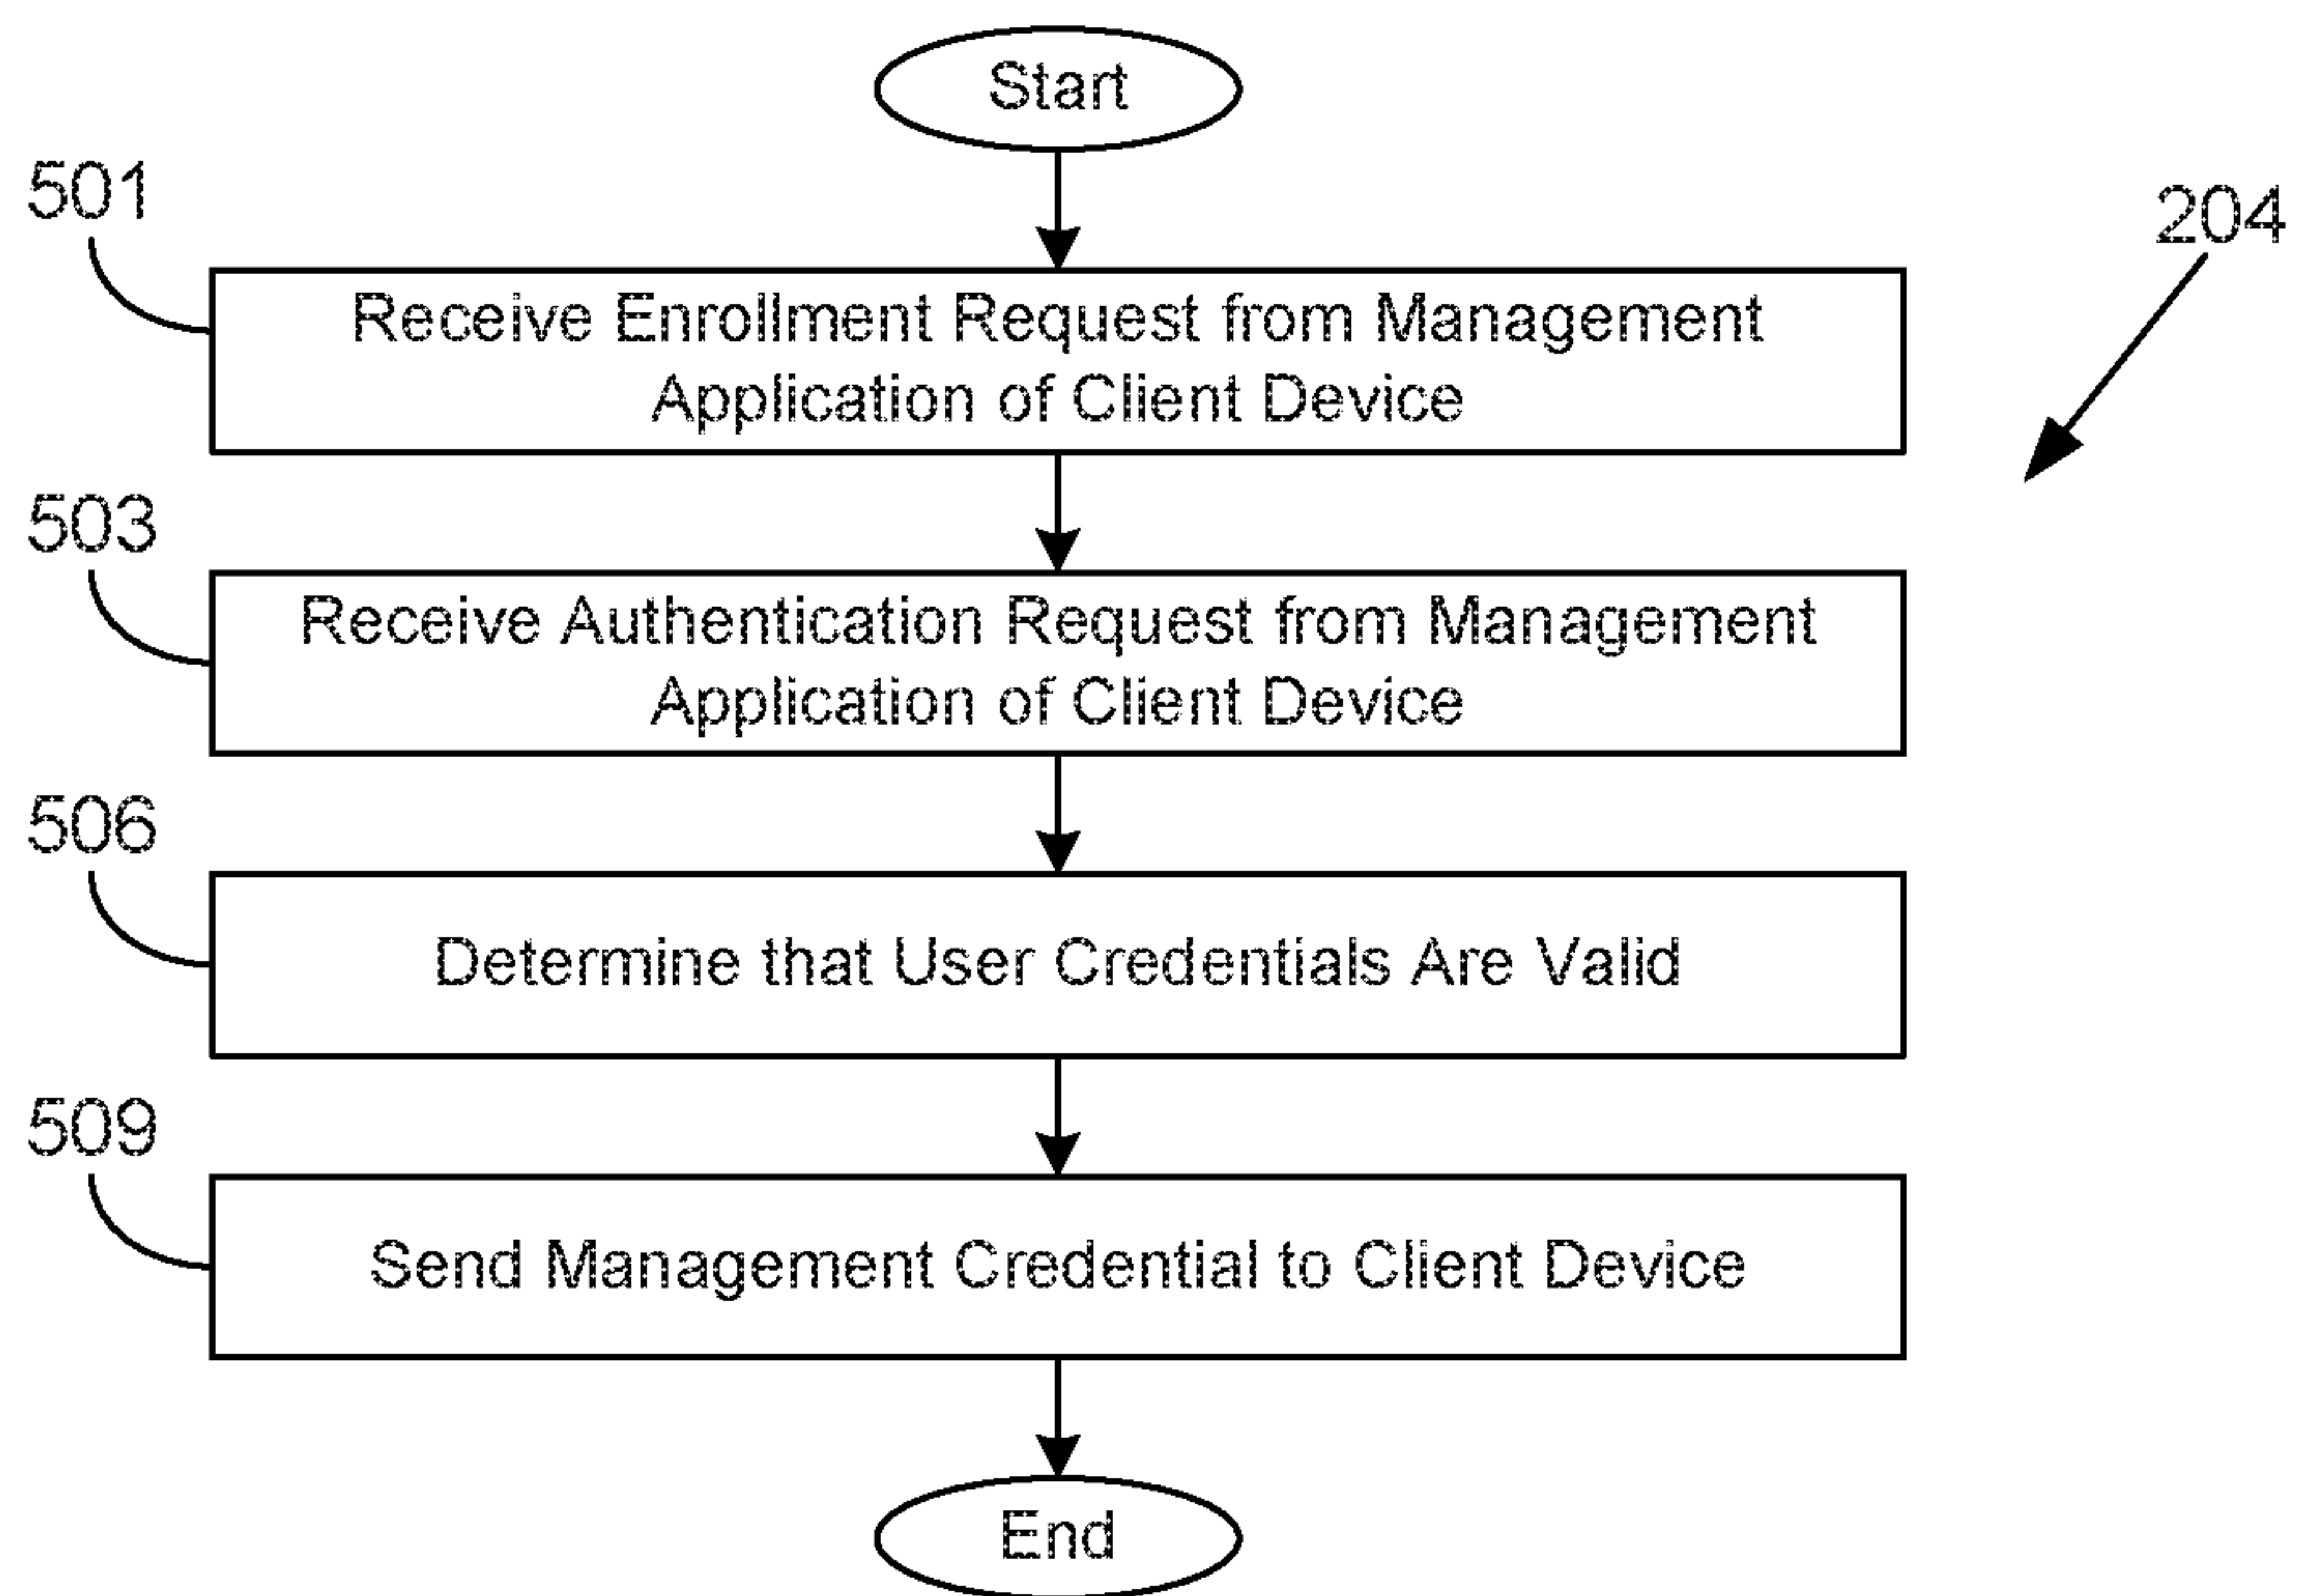 Start
501
204
Receive Enrollment Request from Management
Application of Client Device
503
Receive Authentication Request from Management
Application of Client Device
506
Determine that User Credentials Are Valid
509
Send Management Credential to Client Device
End